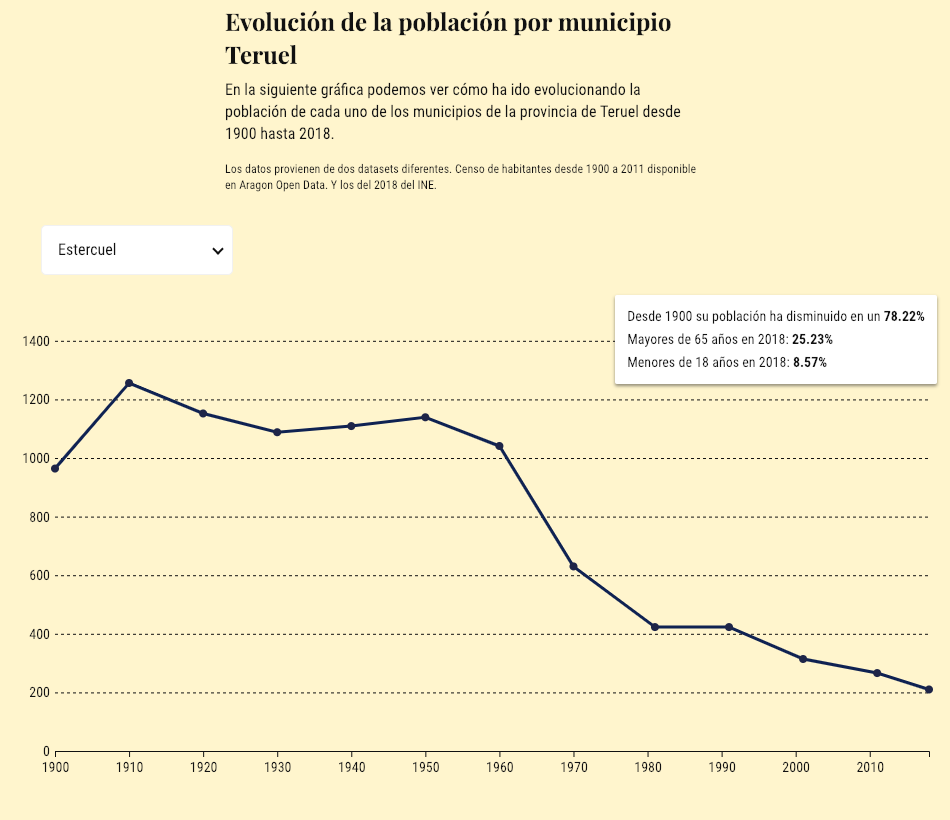 Evolución de la población por municipio
Teruel
En la siguiente gráfica podemos ver cómo ha ido evolucionando la
población de cada uno de los municipios de la provincia de Teruel desde
1900 hasta 2018.
Los datos provienen de dos datasets diferentes. Censo de habitantes desde 1900 a 2011 disponible
en Aragon Open Data. Y los del 2018 del INE.
Estercuel
Desde 1900 su población ha disminuido en un 78.22%
Mayores de 65 años en 2018: 25.23%
Menores de 18 años en 2018: 8.57%
1400
1200
1000
800
600
400
200
0
1900 1910 1920 1930 1940 1950 1960 1970 1980 1990 2000 2010